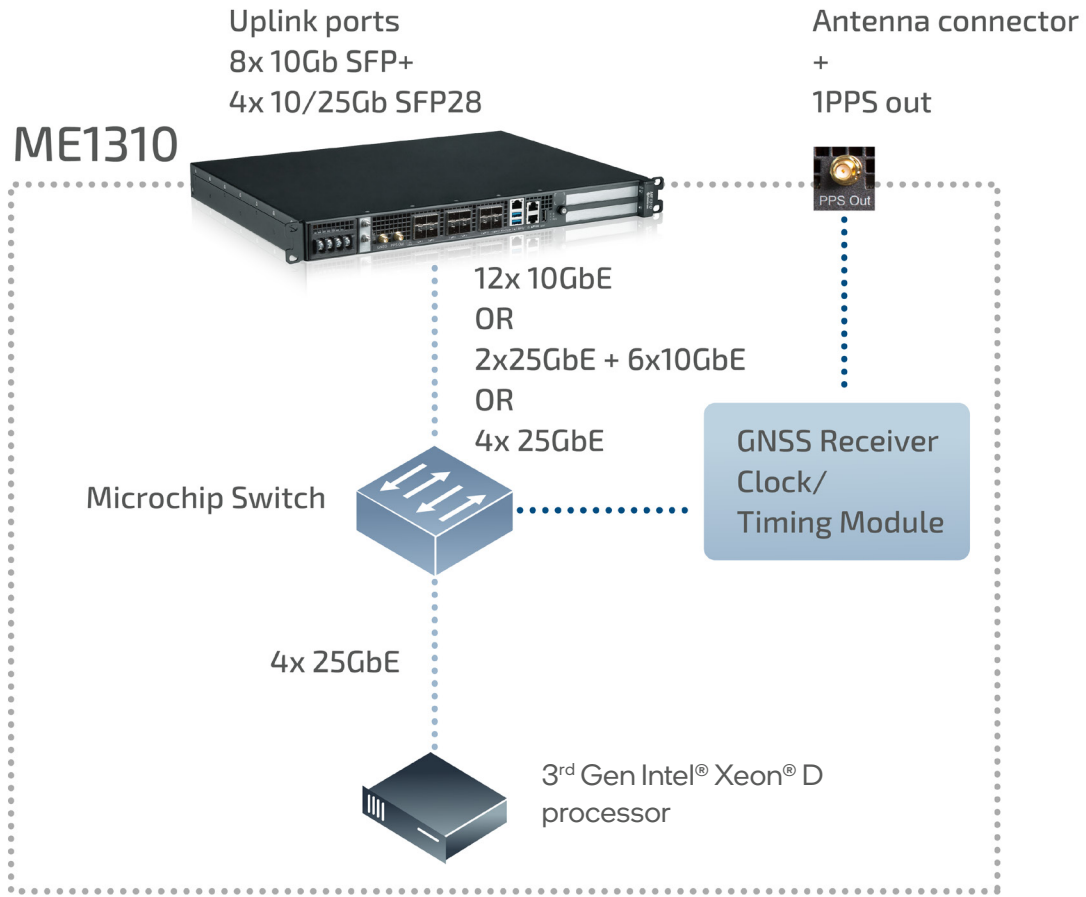 Uplink ports
8x 10Gb SFP+
4x 10/25Gb SFP28
Antenna connector
+
1PPS out
ME1310
PPS Out
12x 10GbE
OR
2x25GbE + 6x10GbE
OR
4x 25GbE
GNSS Receiver
Clock/
Timing Module
Microchip Switch
4x 25GbE
3rd Gen Intel® Xeon® D
processor